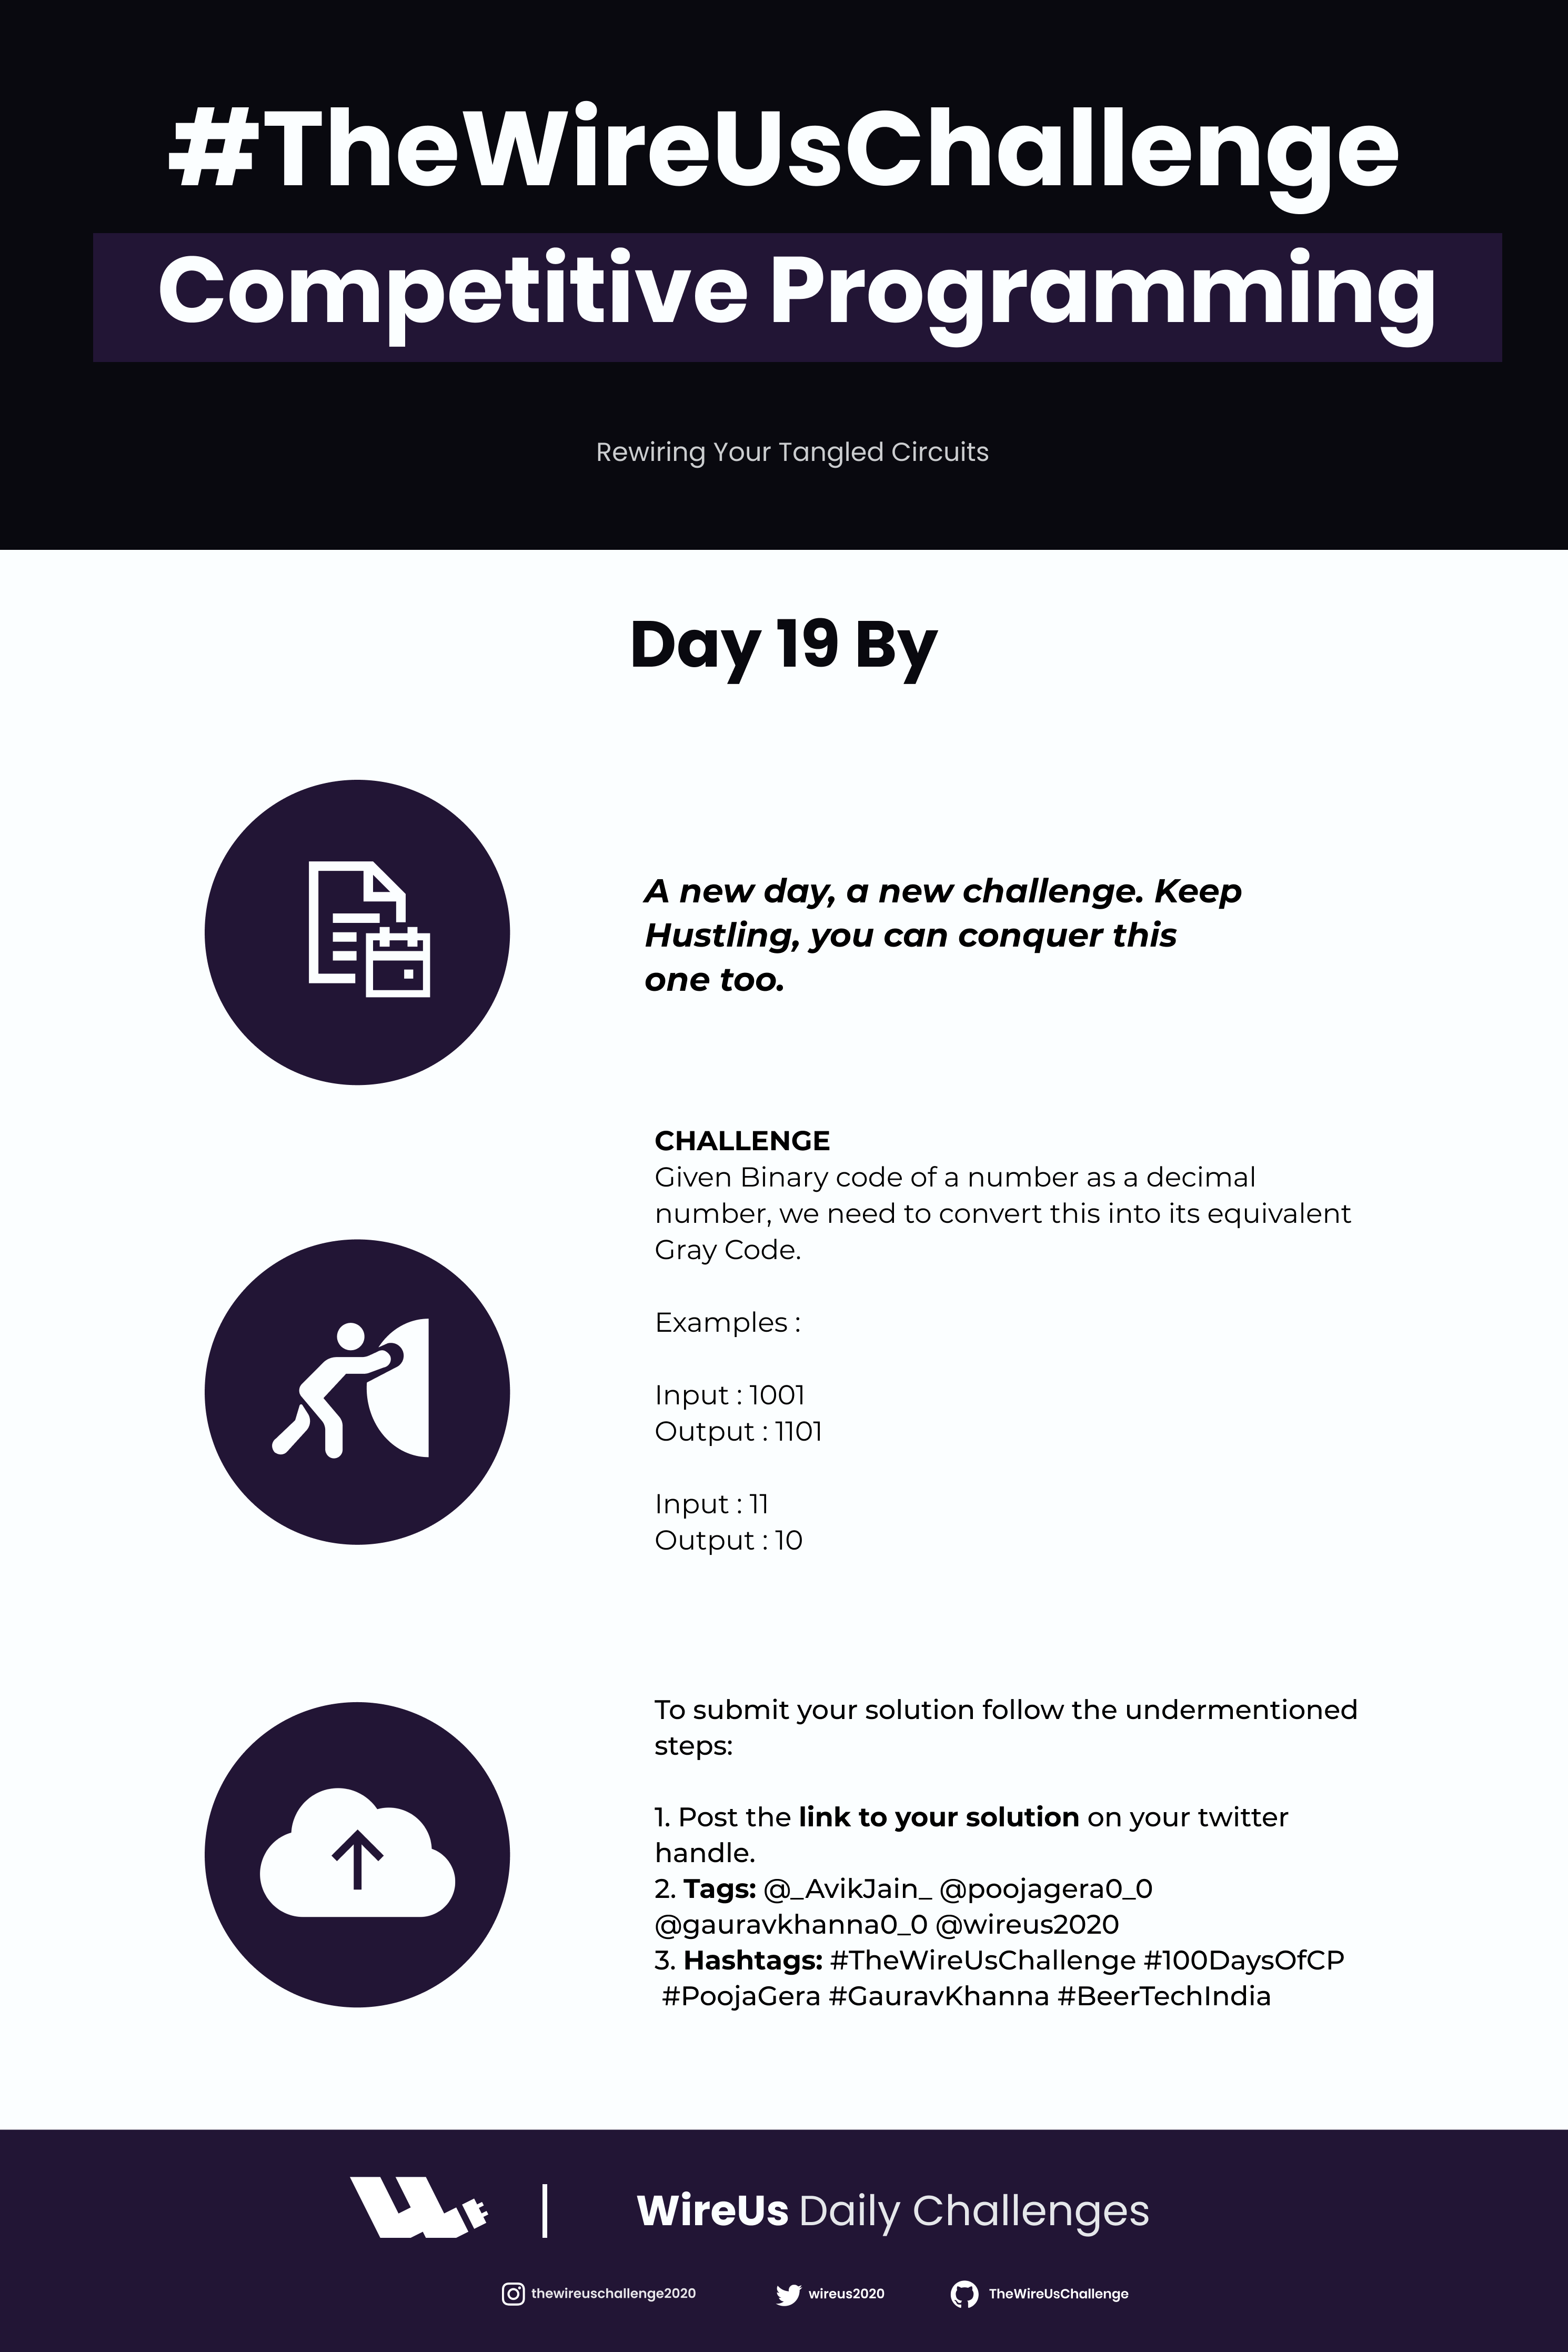 #TheWireUsChallenge
Competitive Programming
Rewiring Your Tangled Circuits
Day 19 By
A new day, a new challenge. Keep
Hustling, you can conquer this
one too.
CHALLENGE
Given Binary code of a number as a decimal
number, we need to convert this into its equivalent
Gray Code.
Examples :
Input : 1001
Output : 1101
Input : 11
Output : 10
To submit your solution follow the undermentioned
steps:
1. Post the link to your solution on your twitter
handle.
2. Tags: @_AvikJain_ @poojagera0_0
@gauravkhanna0_0 @wireus2020
3. Hashtags: #TheWireUsChallenge #100DaysOfCP
#PoojaGera #GauravKhanna #BeerTechIndia
WireUs Daily Challenges
thewireuschallenge2020 wireus2020 TheWireUsChallenge